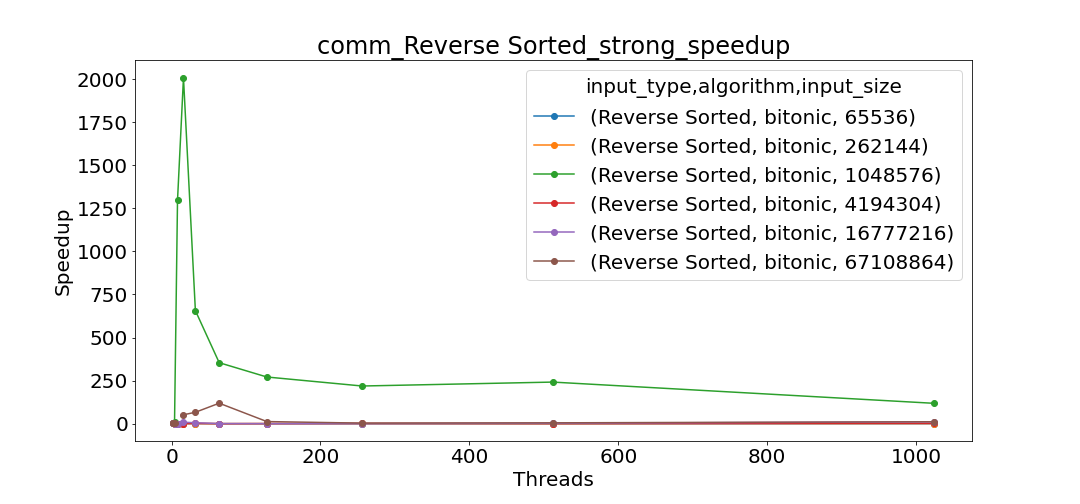 comm_Reverse Sorted_strong_speedup
input_type,algorithm,input_size
(Reverse Sorted, bitonic, 65536)
(Reverse Sorted, bitonic, 262144)
(Reverse Sorted, bitonic, 1048576)
(Reverse Sorted, bitonic, 4194304)
(Reverse Sorted, bitonic, 16777216)
(Reverse Sorted, bitonic, 67108864)
Speedup
2000
1750
1500
1250
1000
750
500
250
0
0 200 400 600 800 1000
Threads